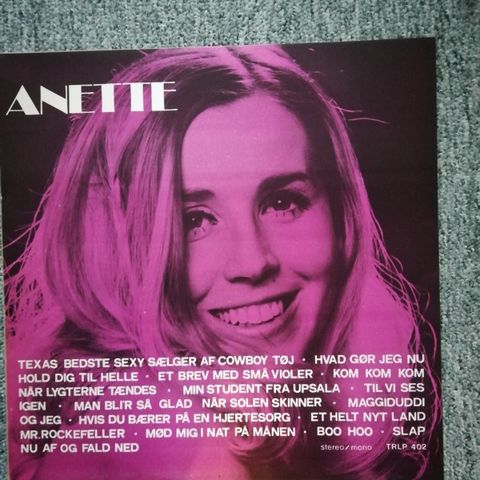 ANETTE
TEXAS BEDSTE SEXY SÆLGER AF COWBOY TØJ · HVAD GØR JEG NU
HOLD DIG TIL HELLE · ET BREV MED SMÅ VIOLER · KOM KOM KOM
NÅR LYGTERNE TÆNDES · MIN STUDENT FRA UPSALA · TIL VI SES
IGEN · MAN BLI'R SÅ GLAD NÅR SOLEN SKINNER · MAGGIDUDDI
OG JEG · HVIS DU BÆRER PÅ EN HJERTESORG · ET HELT NYT LAND
MR. ROCKEFELLER · MØD MIG I NAT PÅ MÅNEN · BOO HOO · SLAP
NU AF OG FALD NED
stereo/mono TRLP 402